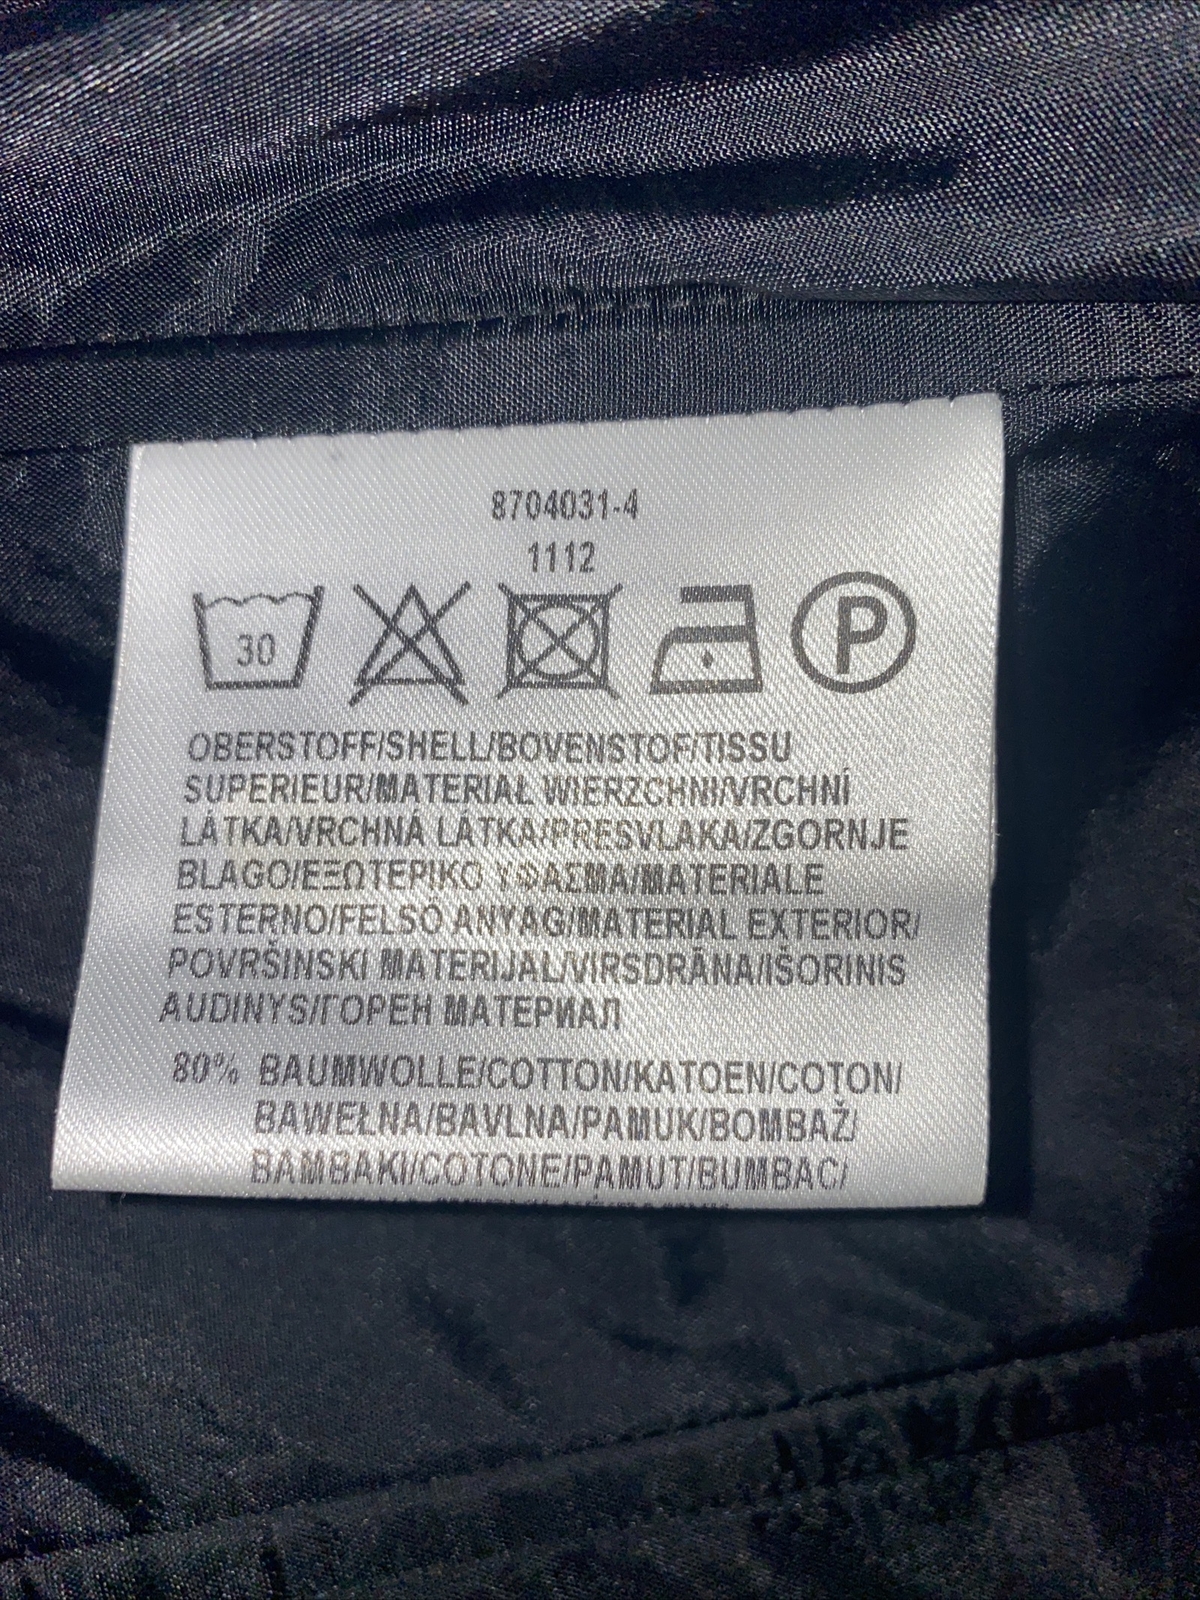 8704031-4
1112
30 P
OBERSTOFF/SHELL/BOVENSTOF/TISSU
SUPERIEUR/MATERIAŁ WIERZCHNI/VRCHNÍ
LÁTKA/VRCHNÁ LÁTKA/PRESVLAKA/ZGORNJE
BLAGO/ΕΞΩΤΕΡΙΚΟ ΥΦΑΣΜΑ/MATERIALE
ESTERNO/FELSŐ ANYAG/MATERIAL EXTERIOR/
POVRŠINSKI MATERIJAL/VIRSDRĀNA/IŠORINIS
AUDINYS/ГОРЕН МАТЕРИАЛ
80% BAUMWOLLE/COTTON/KATOEN/COTON/
BAWEŁNA/BAVLNA/PAMUK/BOMBAŽ/
BAMBAKI/COTONE/PAMUT/BUMBAC/